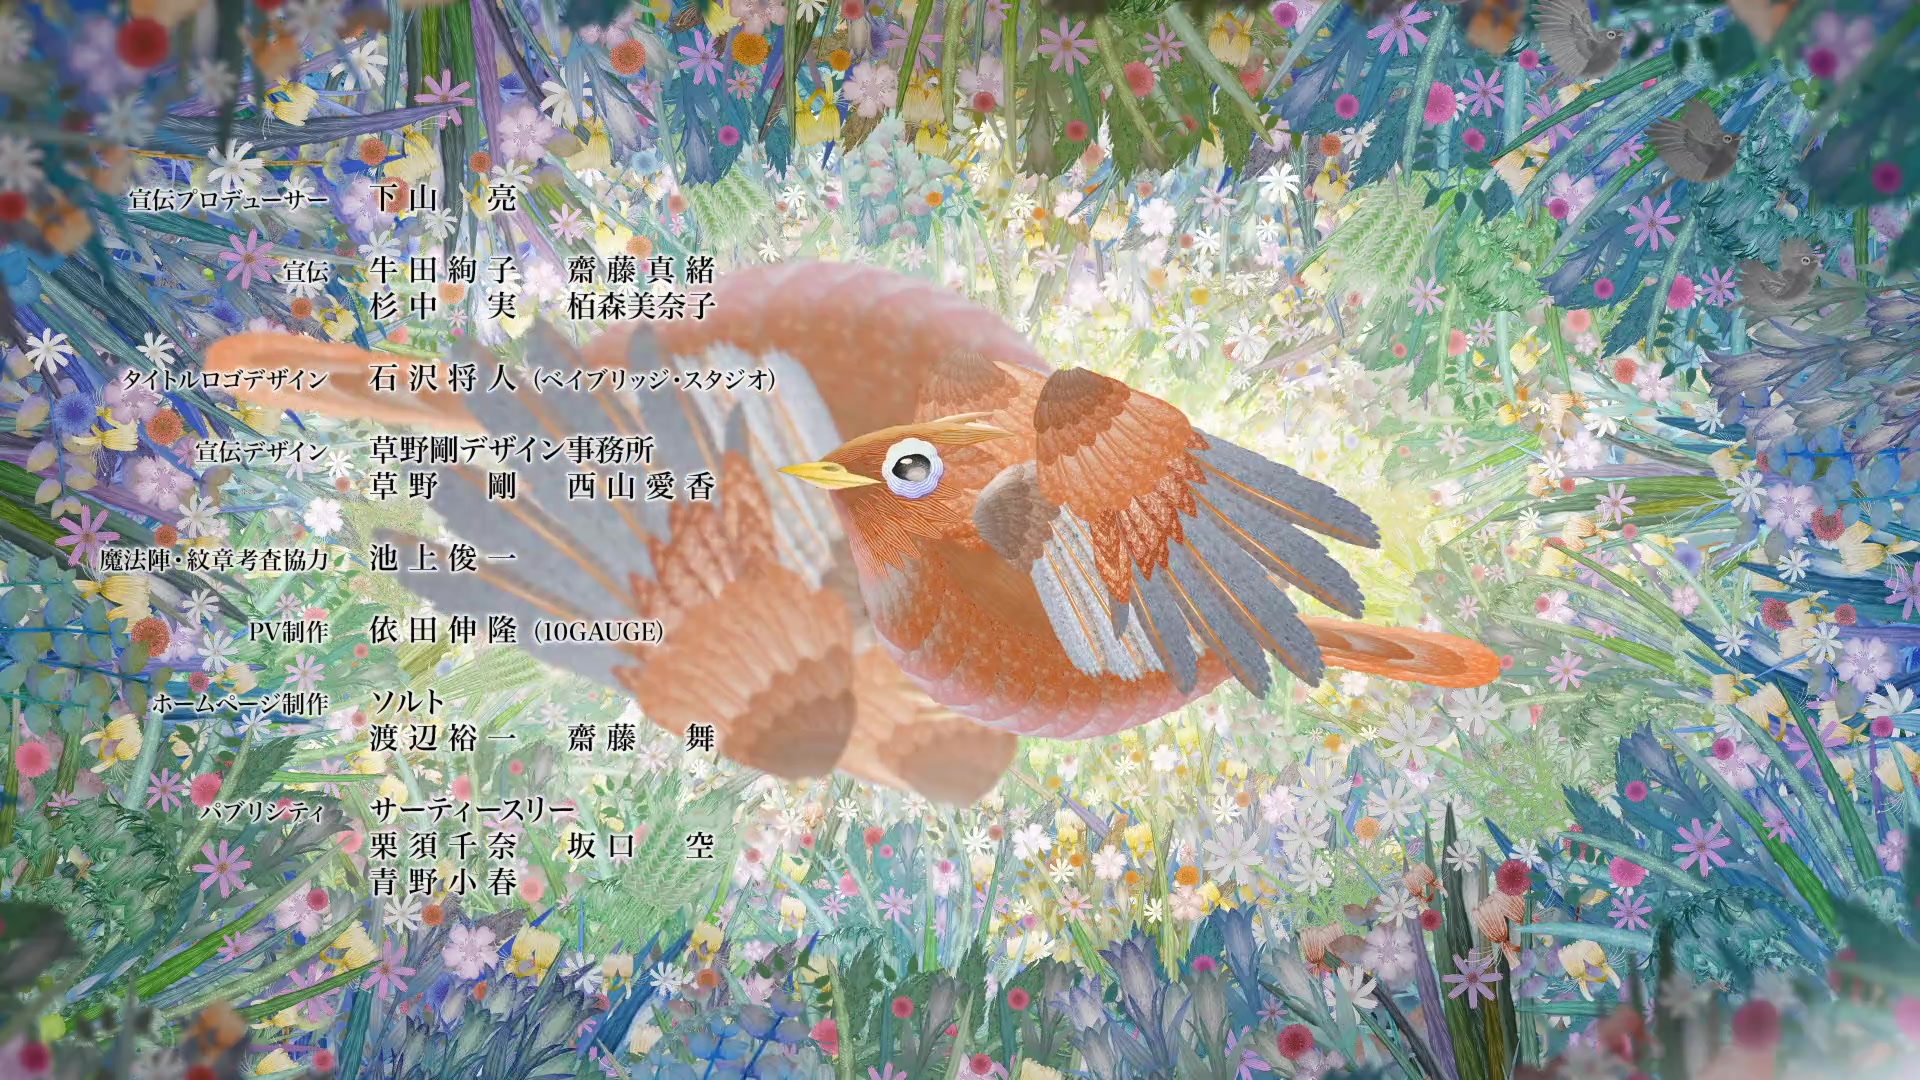 宣伝プロデューサー 下山 亮
宣伝 牛田絢子 齋藤真緒
杉中 実 栢森美奈子
タイトルロゴデザイン 石沢将人(ベイブリッジ・スタジオ)
宣伝デザイン 草野剛デザイン事務所
草野 剛 西山愛香
魔法陣・紋章考査協力 池上俊一
PV制作 依田伸隆(10GAUGE)
ホームページ制作 ソルト
渡辺裕一 齋藤 舞
パブリシティ サーティースリー
栗須千奈 坂口 空
青野小春